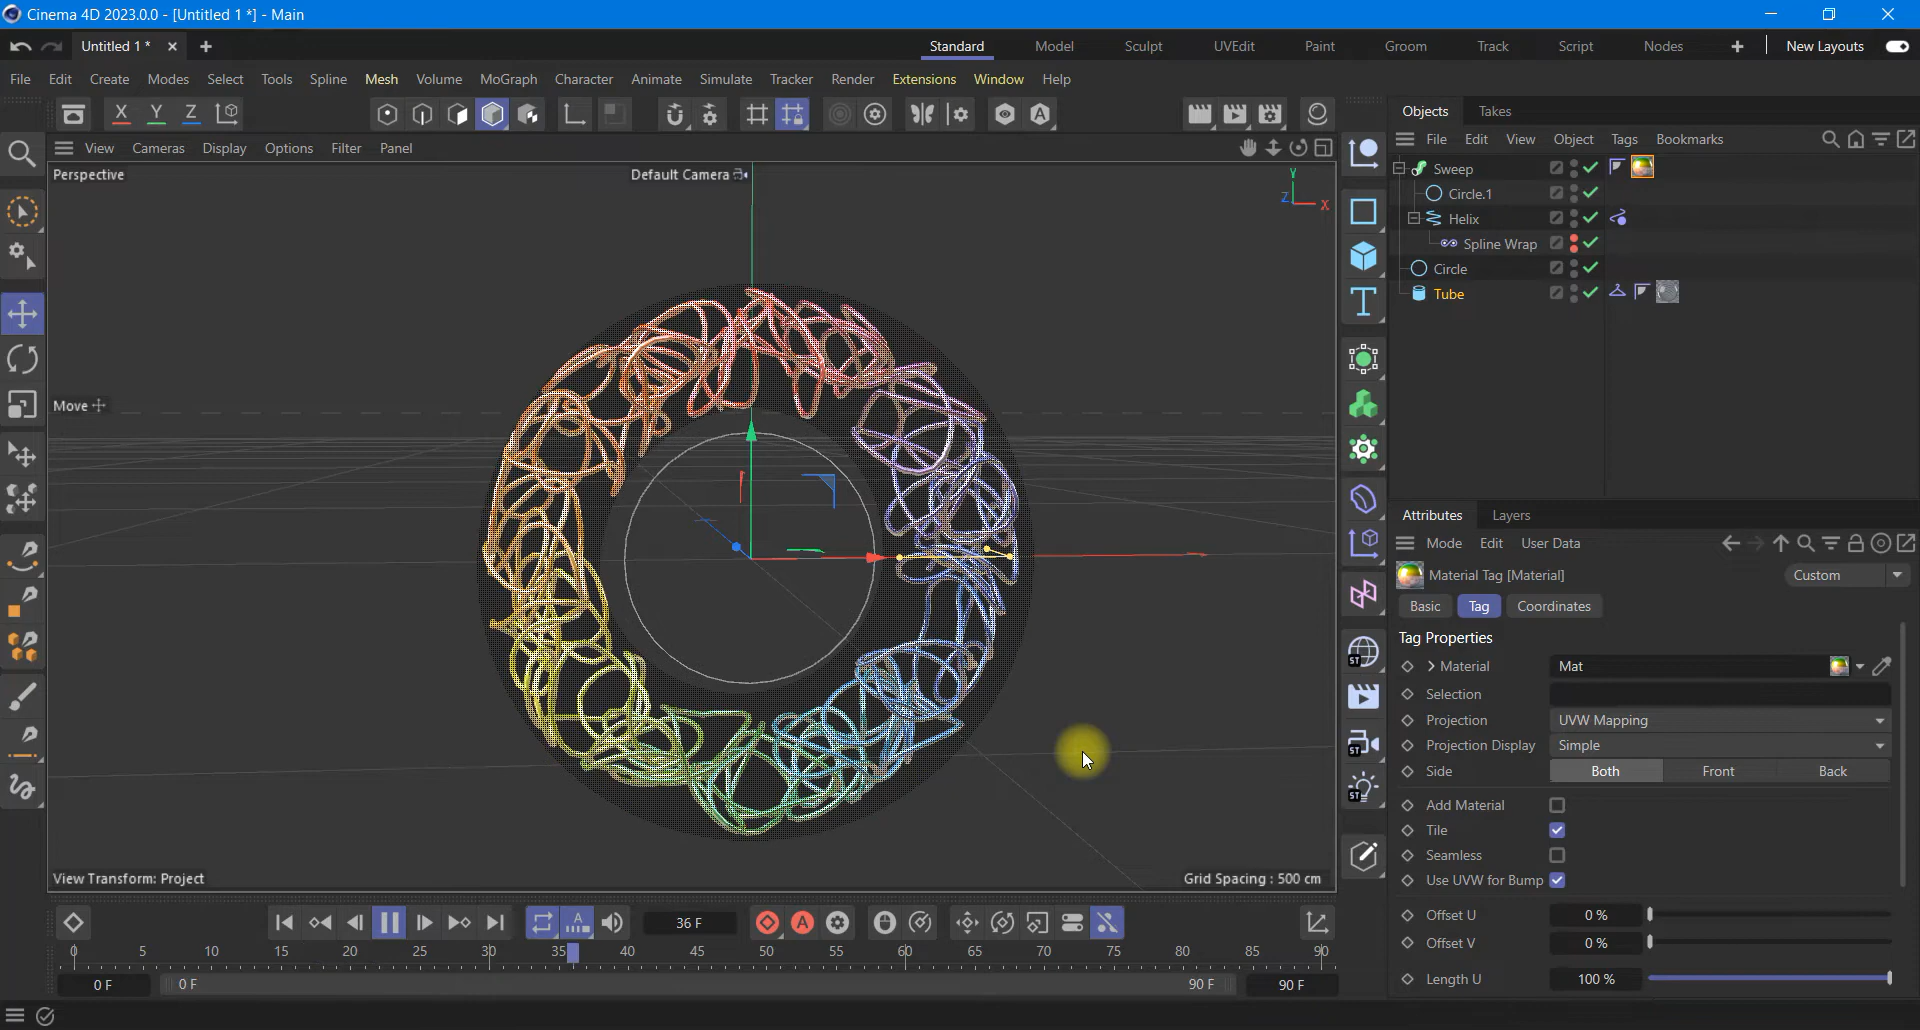 Cinema 4D 2023.0.0 - [Untitled 1 *] - Main
Untitled 1 *
Standard
Model
Sculpt
UVEdit
Paint
Groom
Track
Script
Nodes
New Layouts
File Edit Create Modes Select Tools Spline Mesh Volume MoGraph Character Animate Simulate Tracker Render Extensions Window Help
X Y Z
Objects Takes
View Cameras Display Options Filter Panel
File Edit View Object Tags Bookmarks
Perspective
Default Camera
Y
Z
X
Sweep
Circle.1
Helix
Spline Wrap
Circle
Tube
Move
Attributes Layers
Mode Edit User Data
Material Tag [Material]
Custom
Basic Tag Coordinates
Tag Properties
Material Mat
Selection
Projection UVW Mapping
Projection Display Simple
Side Both Front Back
Add Material
Tile
Seamless
Use UVW for Bump
Offset U 0 %
Offset V 0 %
Length U 100 %
ST
ST
ST
View Transform: Project
Grid Spacing : 500 cm
36 F
0 5 10 15 20 25 30 35 40 45 50 55 60 65 70 75 80 85 90
0 F 0 F 90 F 90 F